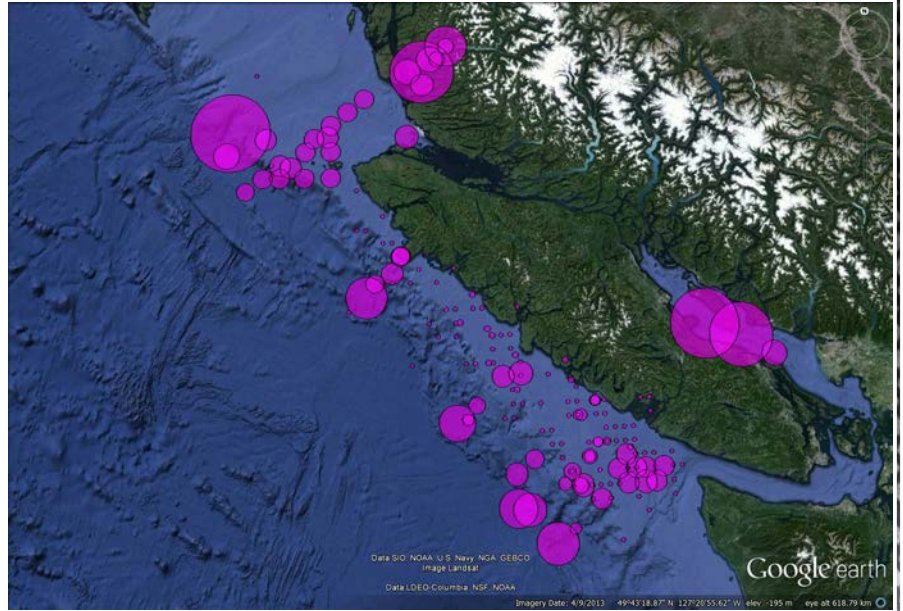 N
Data SIO, NOAA, U.S. Navy, NGA, GEBCO
Image Landsat
Data LDEO-Columbia, NSF, NOAA
Google earth
Imagery Date: 4/9/2013 49°43'18.87" N 127°20'55.62" W elev -195 m eye alt 618.79 km